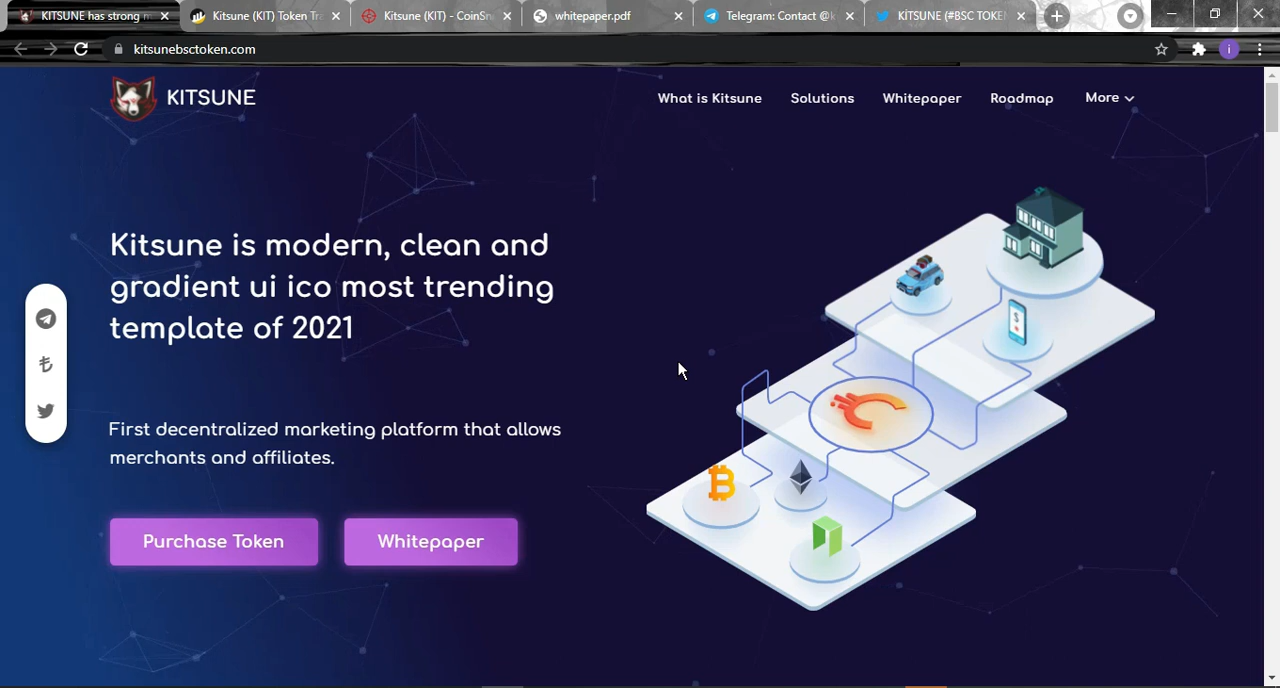 KITSUNE has strong
Kitsune (KIT) Token Tr
Kitsune (KIT) - CoinSn
whitepaper.pdf
Telegram: Contact @k
KITSUNE (#BSC TOKE
kitsunebsctoken.com
i
KITSUNE
What is Kitsune
Solutions
Whitepaper
Roadmap
More
Kitsune is modern, clean and
gradient ui ico most trending
template of 2021
First decentralized marketing platform that allows
merchants and affiliates.
Purchase Token
Whitepaper